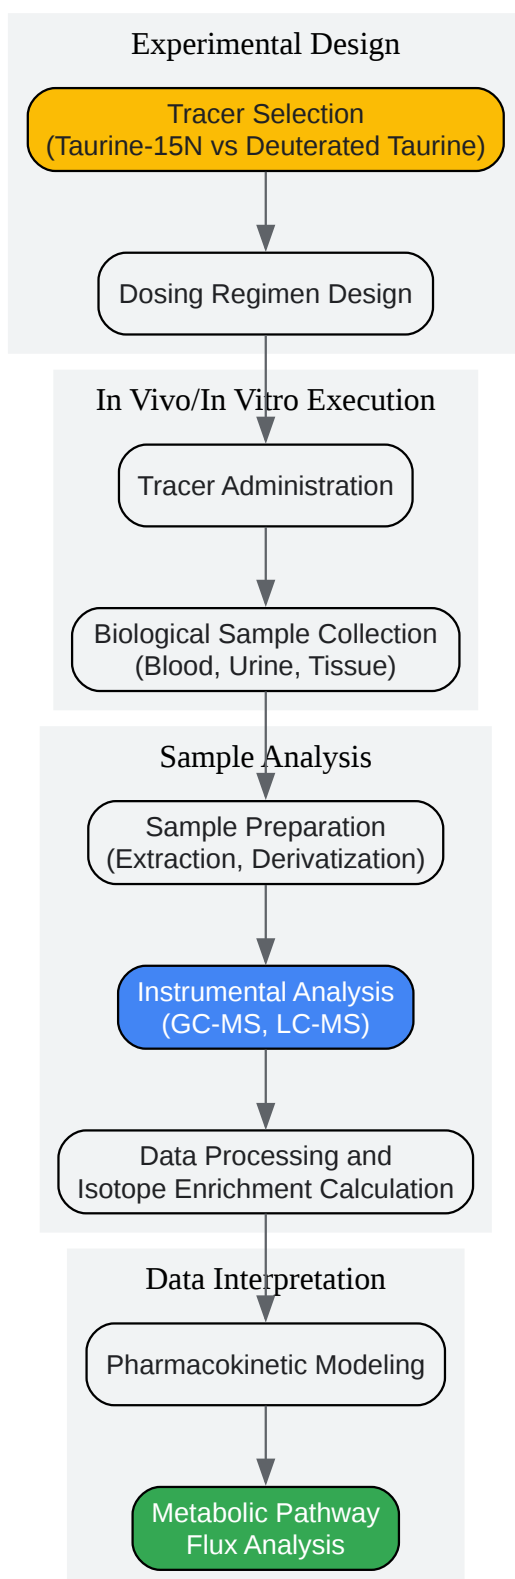 Experimental Design
Tracer Selection
(Taurine-15N vs Deuterated Taurine)
Dosing Regimen Design
In Vivo/In Vitro Execution
Tracer Administration
Biological Sample Collection
(Blood, Urine, Tissue)
Sample Analysis
Sample Preparation
(Extraction, Derivatization)
Instrumental Analysis
(GC-MS, LC-MS)
Data Processing and
Isotope Enrichment Calculation
Data Interpretation
Pharmacokinetic Modeling
Metabolic Pathway
Flux Analysis